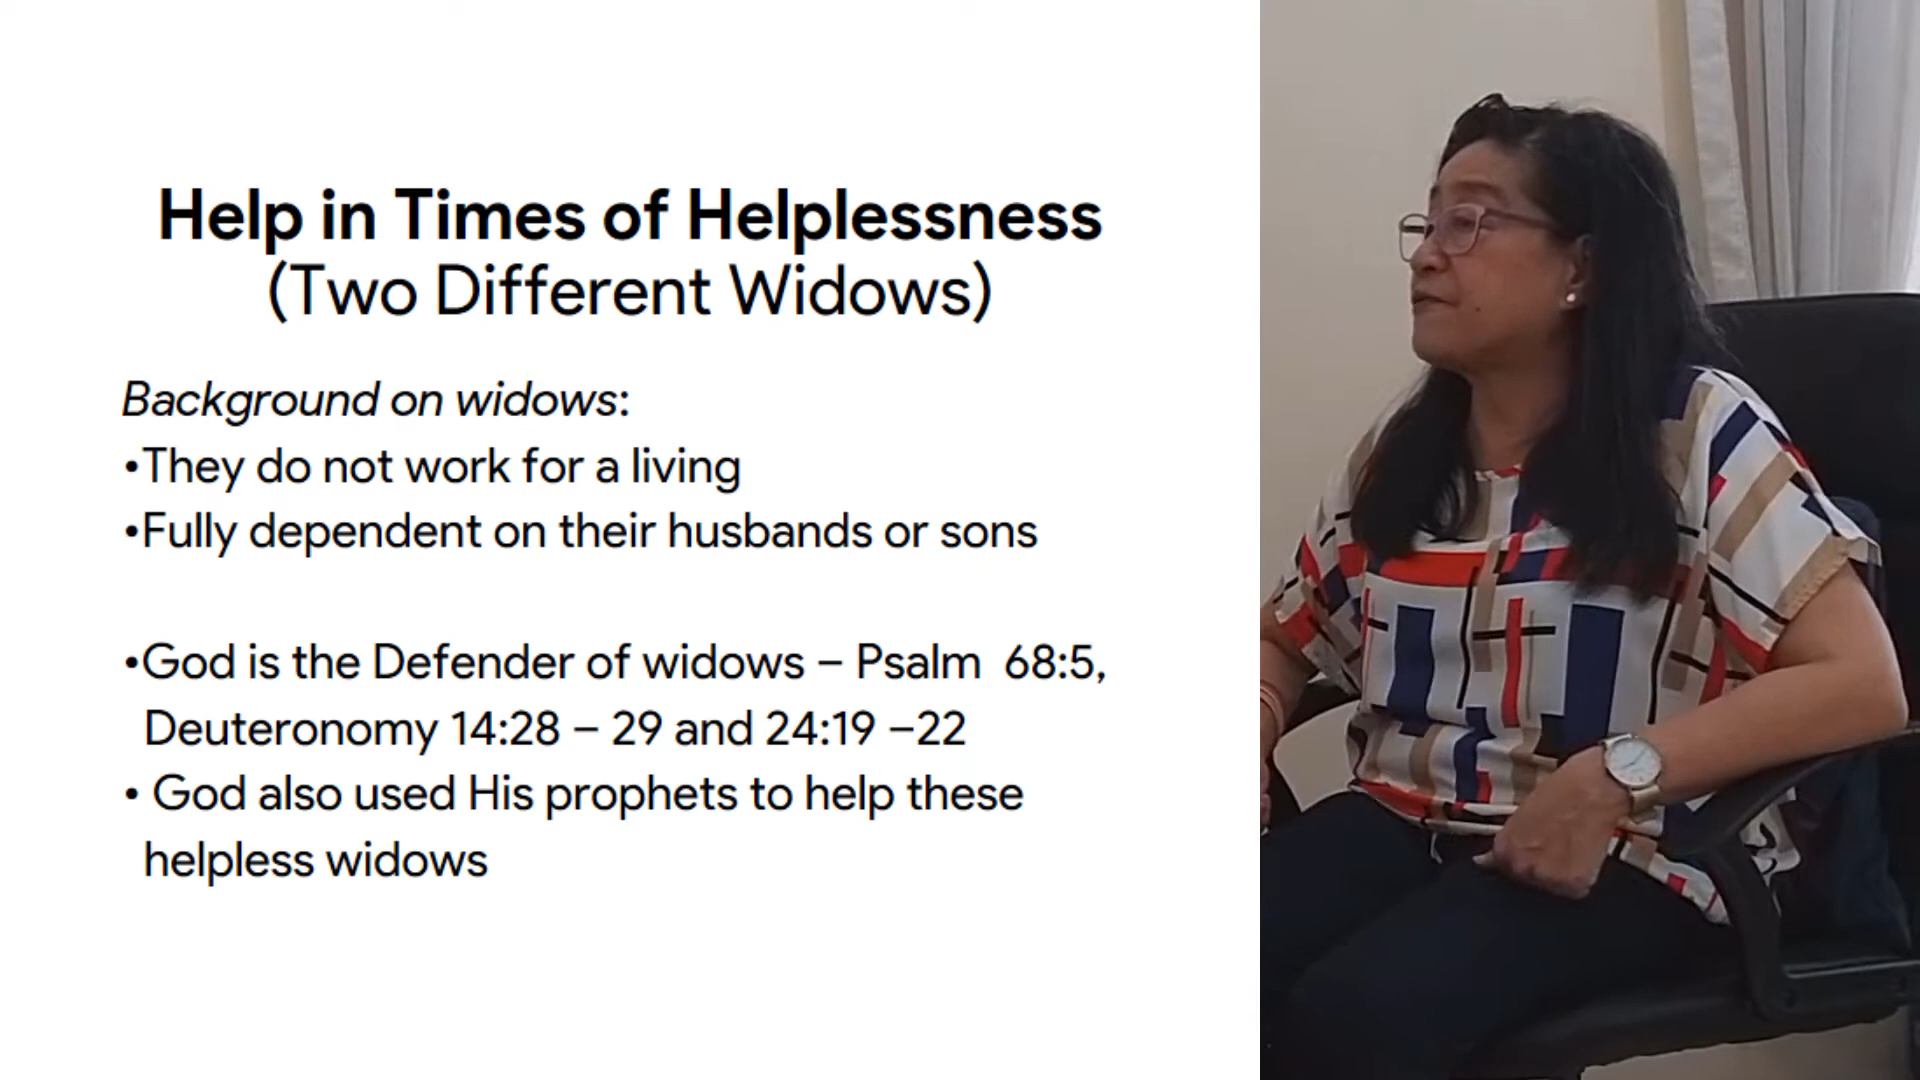 Help in Times of Helplessness
(Two Different Widows)
Background on widows:
•They do not work for a living
•Fully dependent on their husbands or sons
•God is the Defender of widows – Psalm  68:5,
Deuteronomy 14:28 – 29 and 24:19 –22
• God also used His prophets to help these
helpless widows